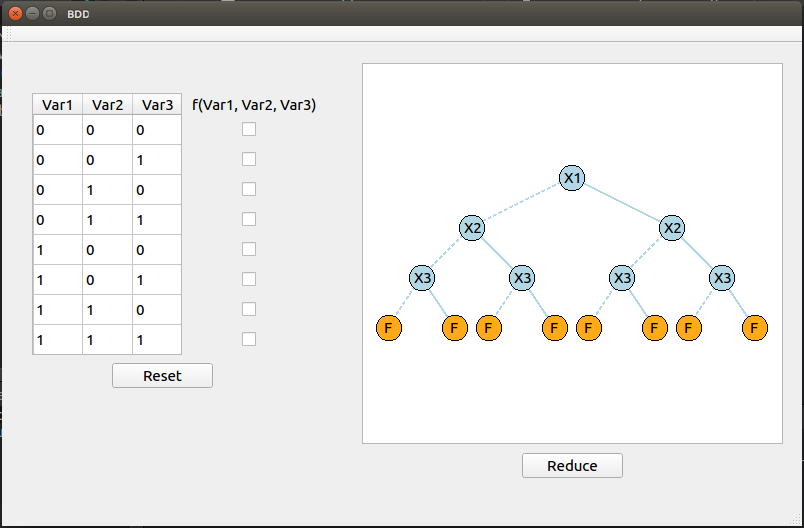 BDD
Var1 Var2 Var3 f(Var1, Var2, Var3)
0 0 0
0 0 1
0 1 0
0 1 1
1 0 0
1 0 1
1 1 0
1 1 1
Reset
X1
X2 X2
X3 X3 X3 X3
F F F F F F F F
Reduce